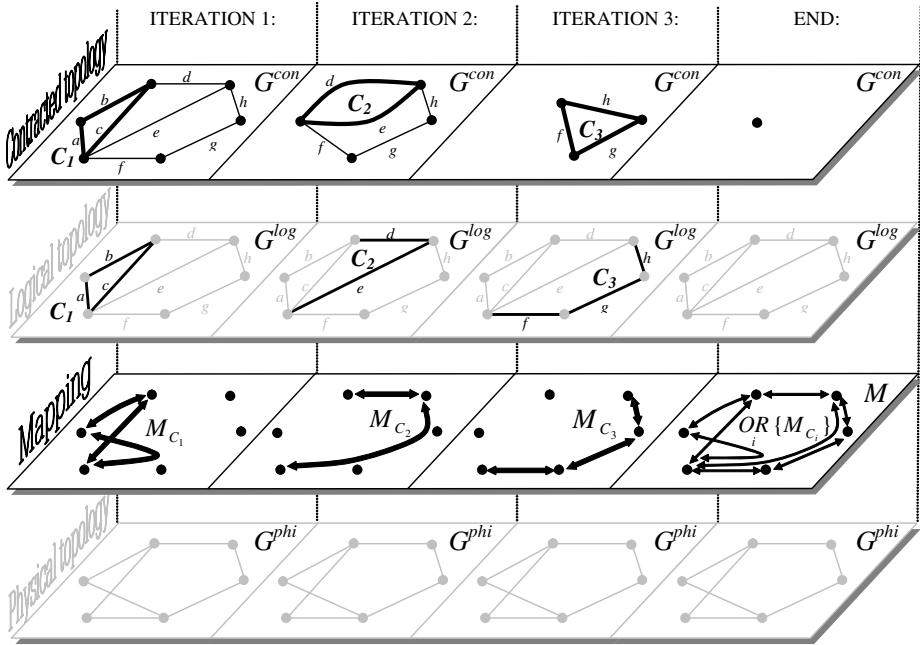 ITERATION 1: ITERATION 2: ITERATION 3: END:
Contracted topology
a b c d e f g h C1 G^con
d e f g h C2 G^con
f g h C3 G^con
G^con
Logical topology
a b c d e f g h C1 G^log
a b c d e f g h C2 G^log
a b c d e f g h C3 G^log
a b c d e f g h G^log
Mapping
M_C1
M_C2
M_C3
OR {M_Ci} i M
Physical topology
G^phi G^phi G^phi G^phi